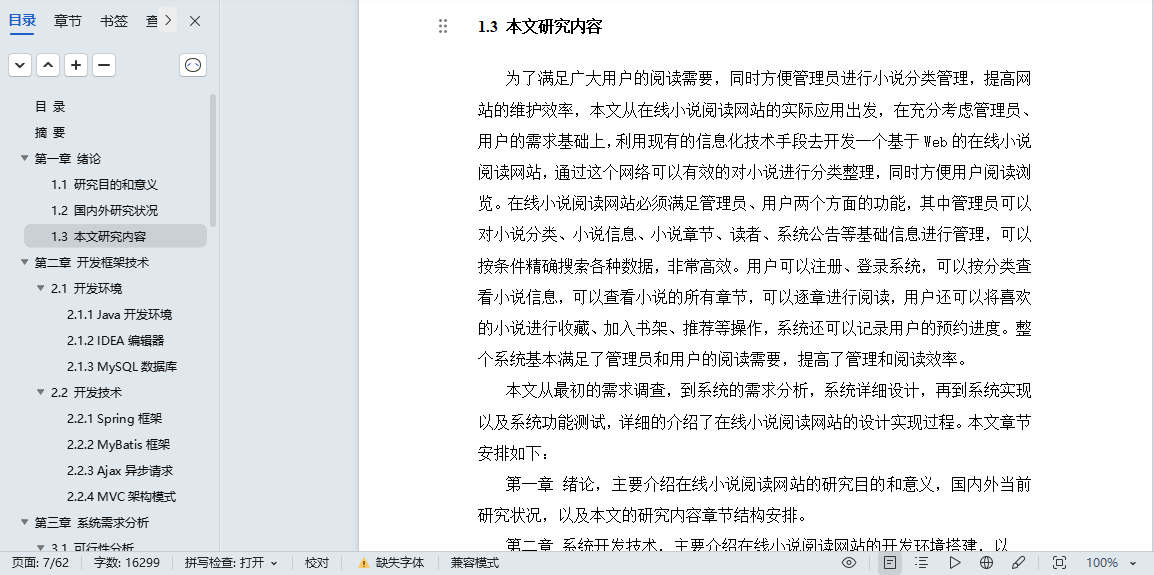 目录 章节 书签 查
目 录
摘 要
第一章 绪论
1.1 研究目的和意义
1.2 国内外研究状况
1.3 本文研究内容
第二章 开发框架技术
2.1 开发环境
2.1.1 Java 开发环境
2.1.2 IDEA 编辑器
2.1.3 MySQL 数据库
2.2 开发技术
2.2.1 Spring 框架
2.2.2 MyBatis 框架
2.2.3 Ajax 异步请求
2.2.4 MVC 架构模式
第三章 系统需求分析
3.1 可行性分析
1.3 本文研究内容
为了满足广大用户的阅读需要，同时方便管理员进行小说分类管理，提高网
站的维护效率，本文从在线小说阅读网站的实际应用出发，在充分考虑管理员、
用户的需求基础上，利用现有的信息化技术手段去开发一个基于 Web 的在线小说
阅读网站，通过这个网络可以有效的对小说进行分类整理，同时方便用户阅读浏
览。在线小说阅读网站必须满足管理员、用户两个方面的功能，其中管理员可以
对小说分类、小说信息、小说章节、读者、系统公告等基础信息进行管理，可以
按条件精确搜索各种数据，非常高效。用户可以注册、登录系统，可以按分类查
看小说信息，可以查看小说的所有章节，可以逐章进行阅读，用户还可以将喜欢
的小说进行收藏、加入书架、推荐等操作，系统还可以记录用户的预约进度。整
个系统基本满足了管理员和用户的阅读需要，提高了管理和阅读效率。
本文从最初的需求调查，到系统的需求分析，系统详细设计，再到系统实现
以及系统功能测试，详细的介绍了在线小说阅读网站的设计实现过程。本文章节
安排如下：
第一章 绪论，主要介绍在线小说阅读网站的研究目的和意义，国内外当前
研究状况，以及本文的研究内容章节结构安排。
第二章 系统开发技术，主要介绍在线小说阅读网站的开发环境搭建，以
页面: 7/62 字数: 16299 拼写检查: 打开 校对 缺失字体 兼容模式 100%